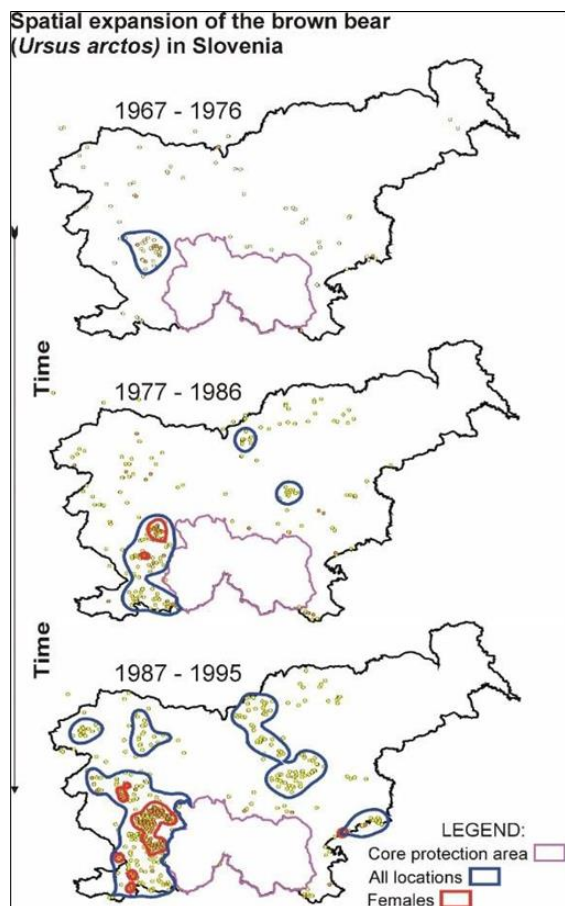 Spatial expansion of the brown bear
(Ursus arctos) in Slovenia
1967 - 1976
Time
1977 - 1986
Time
1987 - 1995
LEGEND:
Core protection area
All locations
Females